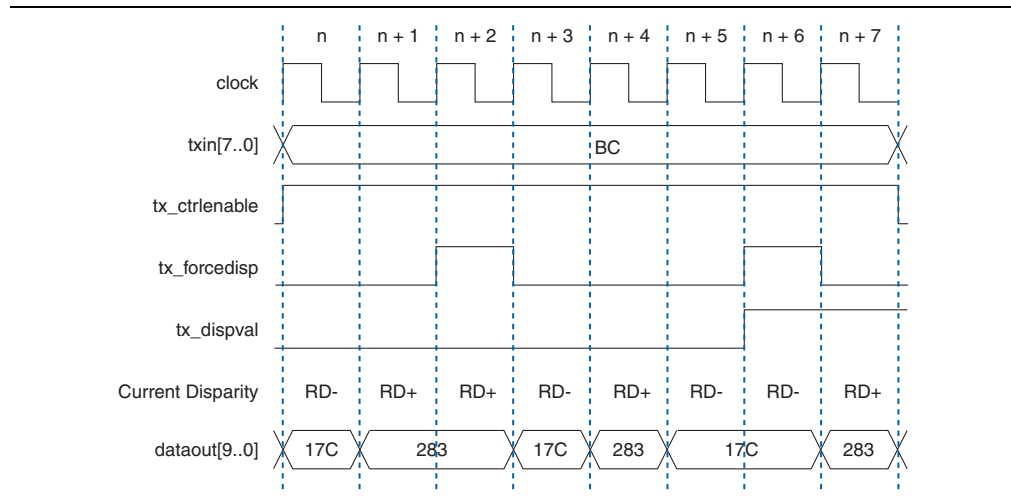 n n + 1 n + 2 n + 3 n + 4 n + 5 n + 6 n + 7
clock
txin[7..0] BC
tx_ctrlenable
tx_forcedisp
tx_dispval
Current Disparity RD- RD+ RD+ RD- RD+ RD- RD- RD+
dataout[9..0] 17C 283 17C 283 17C 283